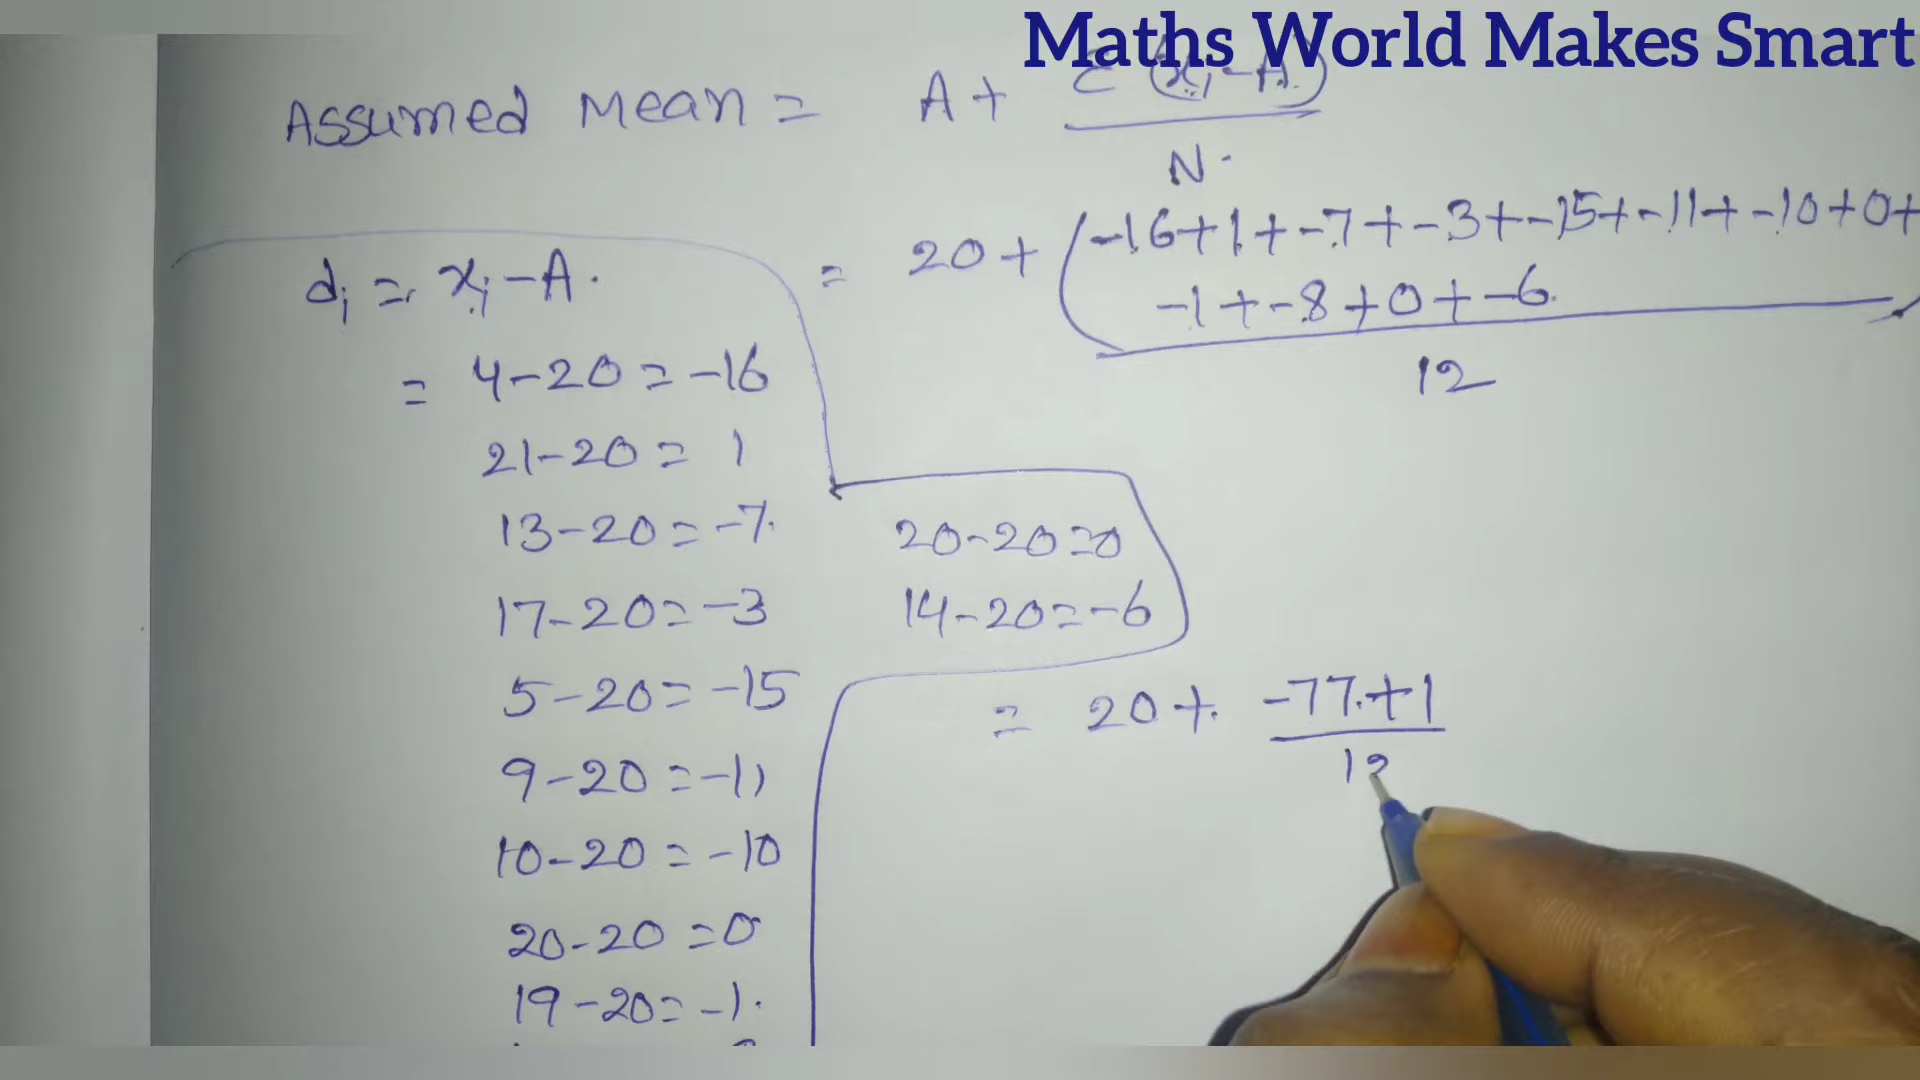 Maths World Makes Smart
Assumed Mean = A + Σ (xi - A)
N.
= 20 + (-16 + 1 + -7 + -3 + -15 + -11 + -10 + 0 +
-1 + -8 + 0 + -6)
12
di = xi - A.
= 4 - 20 = -16
21 - 20 = 1
13 - 20 = -7.
17 - 20 = -3
5 - 20 = -15
9 - 20 = -11
10 - 20 = -10
20 - 20 = 0
19 - 20 = -1.
20 - 20 = 0
14 - 20 = -6
= 20 + -77 + 1
12